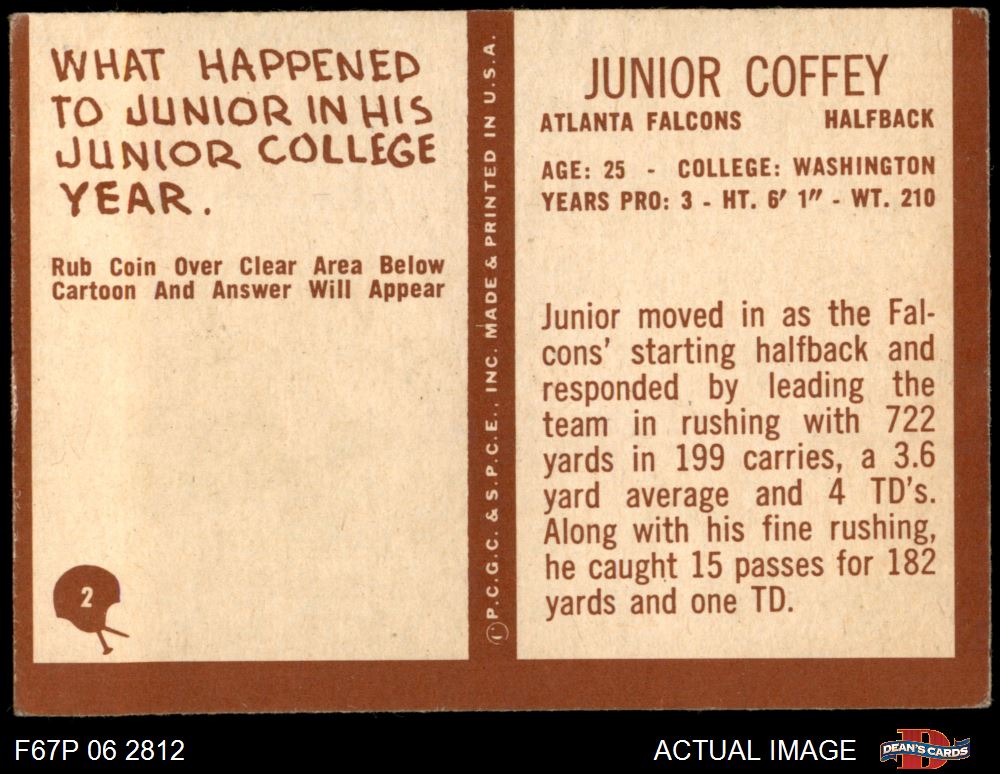 WHAT HAPPENED
TO JUNIOR IN HIS
JUNIOR COLLEGE
YEAR.
Rub Coin Over Clear Area Below
Cartoon And Answer Will Appear
2
© P.C.G.C. & S.P.C.E., INC. MADE & PRINTED IN U.S.A.
JUNIOR COFFEY
ATLANTA FALCONS HALFBACK
AGE: 25 - COLLEGE: WASHINGTON
YEARS PRO: 3 - HT. 6' 1" - WT. 210
Junior moved in as the Fal-
cons' starting halfback and
responded by leading the
team in rushing with 722
yards in 199 carries, a 3.6
yard average and 4 TD's.
Along with his fine rushing,
he caught 15 passes for 182
yards and one TD.
F67P 06 2812 ACTUAL IMAGE DEAN'S CARDS